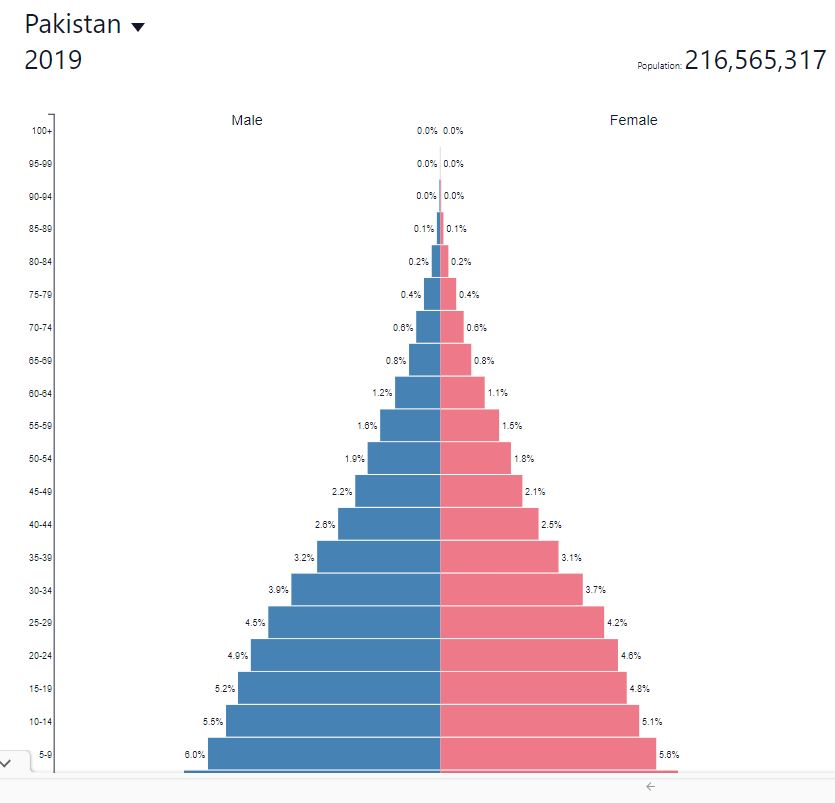 Pakistan
2019
Population: 216,565,317
Male Female
100+ 0.0% 0.0%
95-99 0.0% 0.0%
90-94 0.0% 0.0%
85-89 0.1% 0.1%
80-84 0.2% 0.2%
75-79 0.4% 0.4%
70-74 0.6% 0.6%
65-69 0.8% 0.8%
60-64 1.2% 1.1%
55-59 1.6% 1.5%
50-54 1.9% 1.8%
45-49 2.2% 2.1%
40-44 2.6% 2.5%
35-39 3.2% 3.1%
30-34 3.9% 3.7%
25-29 4.5% 4.2%
20-24 4.9% 4.6%
15-19 5.2% 4.8%
10-14 5.5% 5.1%
5-9 6.0% 5.6%